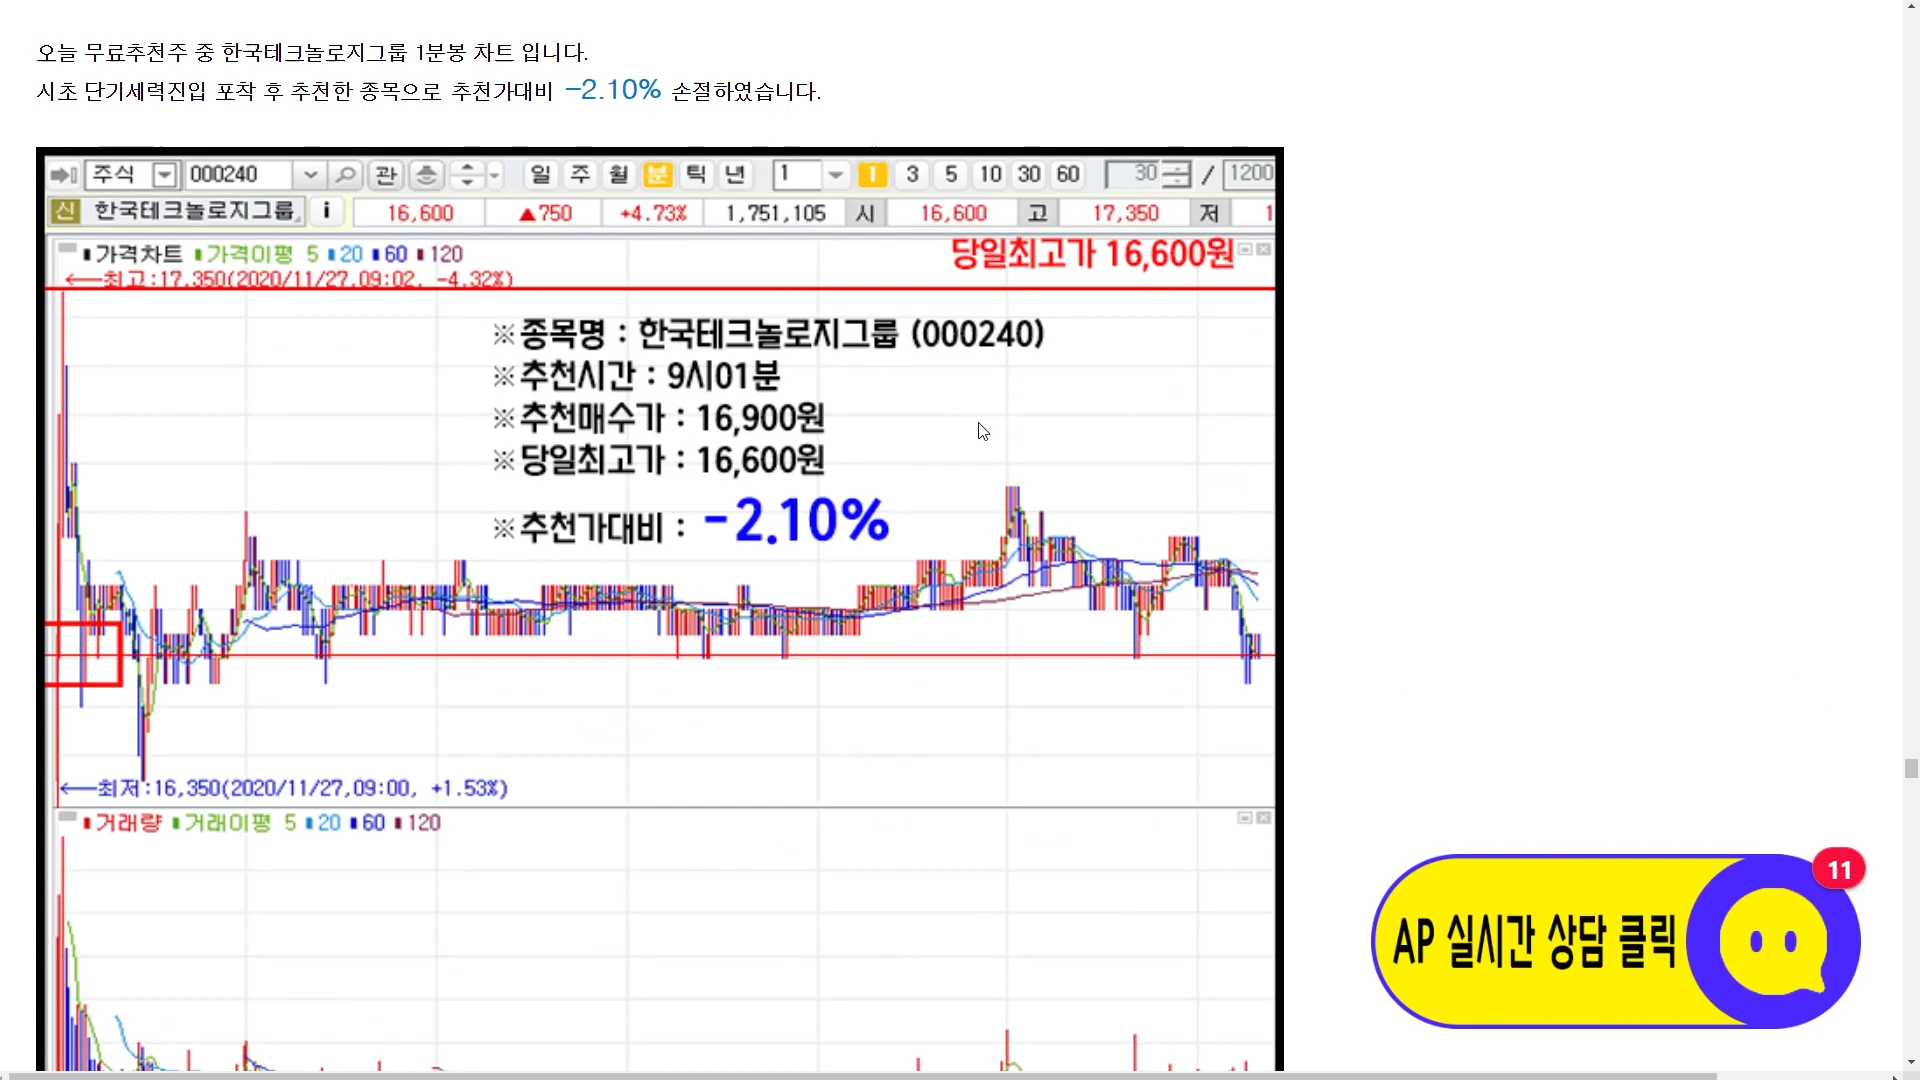 오늘 무료추천주 중 한국테크놀로지그룹 1분봉 차트 입니다.
시초 단기세력진입 포착 후 추천한 종목으로 추천가대비 -2.10% 손절하였습니다.
주식 000240 관 일 주 월 분 틱 년 1 1 3 5 10 30 60 30 / 1200
신 한국테크놀로지그룹 i 16,600 ▲750 +4.73% 1,751,105 시 16,600 고 17,350 저 1
가격차트 가격이평 5 20 60 120
당일최고가 16,600원
←최고:17,350(2020/11/27,09:02, -4.32%)
※종목명 : 한국테크놀로지그룹 (000240)
※추천시간 : 9시01분
※추천매수가 : 16,900원
※당일최고가 : 16,600원
※추천가대비 : -2.10%
←최저:16,350(2020/11/27,09:00, +1.53%)
거래량 거래이평 5 20 60 120
11
AP 실시간 상담 클릭